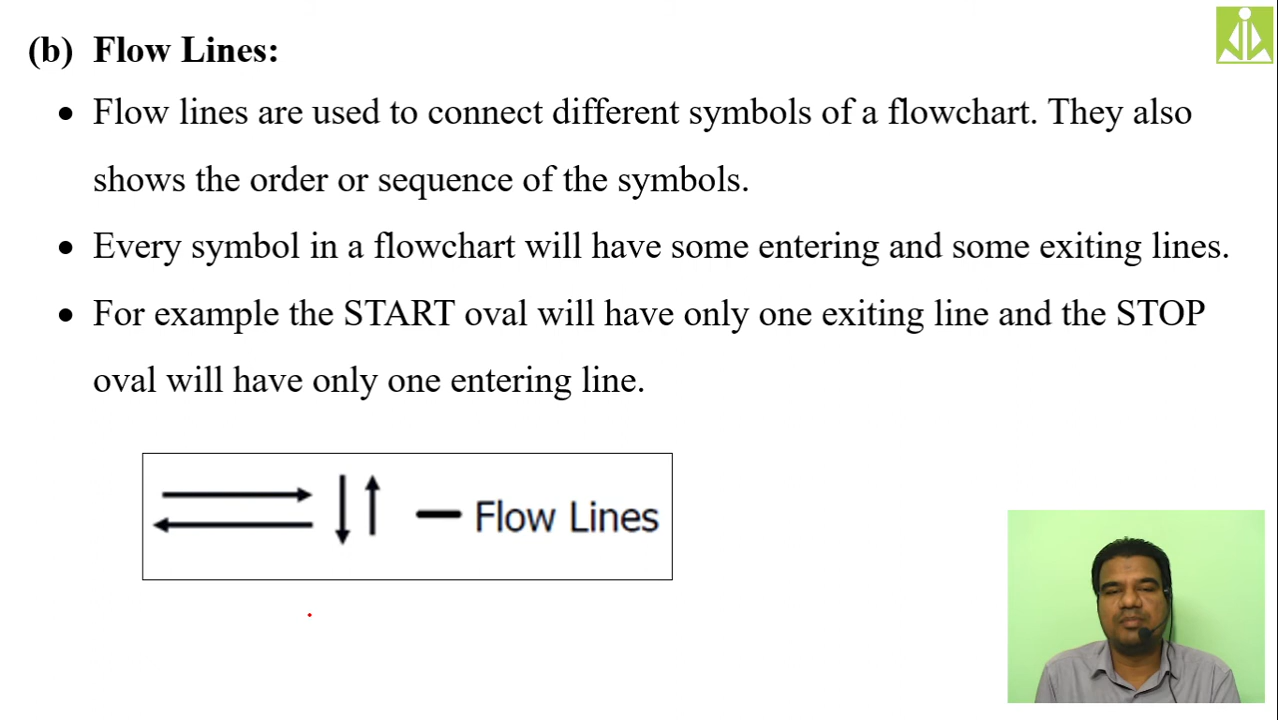 (b) Flow Lines:
• Flow lines are used to connect different symbols of a flowchart. They also
shows the order or sequence of the symbols.
• Every symbol in a flowchart will have some entering and some exiting lines.
• For example the START oval will have only one exiting line and the STOP
oval will have only one entering line.
— Flow Lines